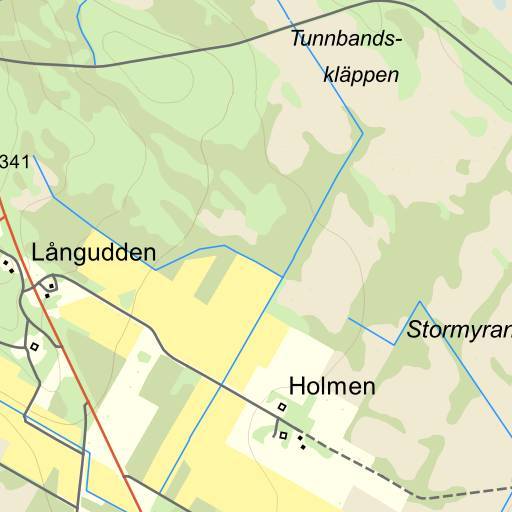 Tunnbands-
kläppen
341
Långudden
Stormyran
Holmen